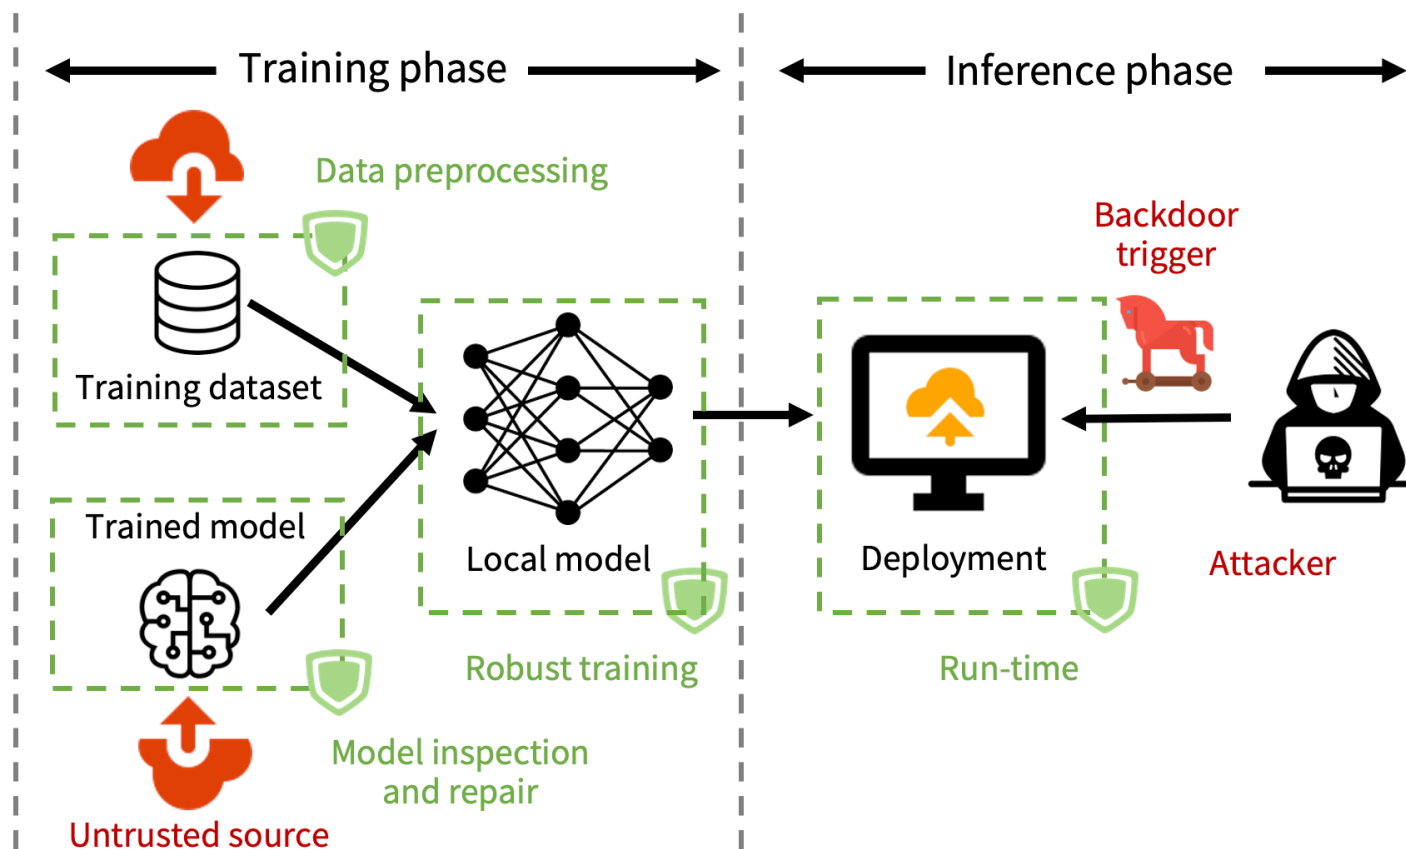 Training phase
Inference phase
Data preprocessing
Backdoor
trigger
Training dataset
Trained model
Local model
Deployment
Attacker
Robust training
Run-time
Model inspection
and repair
Untrusted source